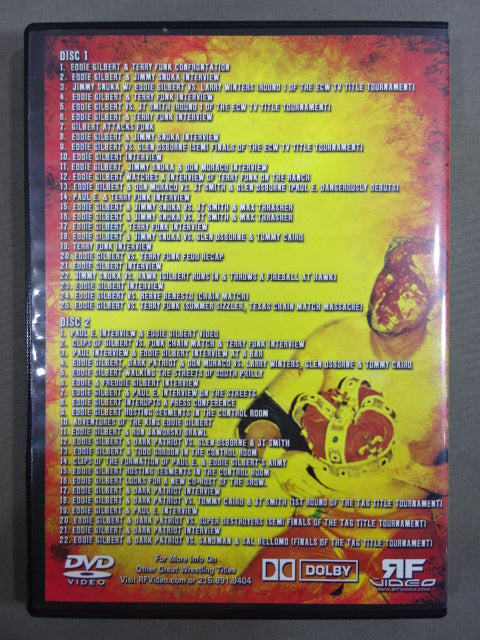 DISC 1
1. EDDIE GILBERT & TERRY FUNK CONFRONTATION
2. EDDIE GILBERT & JIMMY SNUKA INTERVIEW
3. JIMMY SNUKA W/ EDDIE GILBERT VS. LARRY WINTERS (ROUND 1 OF THE ECW TV TITLE TOURNAMENT)
4. EDDIE GILBERT & TERRY FUNK INTERVIEW
5. EDDIE GILBERT VS. JT SMITH (ROUND 1 OF THE ECW TV TITLE TOURNAMENT)
6. EDDIE GILBERT & TERRY FUNK INTERVIEW
7. GILBERT ATTACKS FUNK
8. EDDIE GILBERT & JIMMY SNUKA INTERVIEW
9. EDDIE GILBERT VS. GLEN OSBORNE (SEMI FINALS OF THE ECW TV TITLE TOURNAMENT)
10. EDDIE GILBERT INTERVIEW
11. EDDIE GILBERT, JIMMY SNUKA & DON MURACO INTERVIEW
12. EDDIE GILBERT WATCHES A INTERVIEW OF TERRY FUNK ON THE RANCH
13. EDDIE GILBERT & DON MURACO VS. JT SMITH & GLEN OSBORNE (PAUL E. DANGEROUSLY DEBUTS)
14. PAUL E. & TERRY FUNK INTERVIEW
15. EDDIE GILBERT & JIMMY SNUKA VS. JT SMITH & MAX THRASHER
16. EDDIE GILBERT & JIMMY SNUKA VS. JT SMITH & MAX THRASHER
17. EDDIE GILBERT, TERRY FUNK INTERVIEW
18. EDDIE GILBERT & JIMMY SNUKA VS. GLEN OSBORNE & TOMMY CAIRO
19. TERRY FUNK INTERVIEW
20. EDDIE GILBERT VS. TERRY FUNK FEUD RECAP
21. EDDIE GILBERT INTERVIEW
22. JIMMY SNUKA VS. HAWK (GILBERT RUNS IN & THROWS A FIREBALL AT HAWK)
23. EDDIE GILBERT INTERVIEW
24. EDDIE GILBERT VS. HERVE RENESTO (CHAIN MATCH)
25. EDDIE GILBERT VS. TERRY FUNK (SUMMER SIZZLER, TEXAS CHAIN MATCH MASSACRE)
DISC 2
1. PAUL E. INTERVIEW & EDDIE GILBERT VIDEO
2. CLIPS OF GILBERT VS. FUNK CHAIN MATCH & TERRY FUNK INTERVIEW
3. PAUL INTERVIEW & EDDIE GILBERT INTERVIEW AT A BAR
4. EDDIE GILBERT, DARK PATRIOT & DON MURACO VS. LARRY WINTERS, GLEN OSBORNE & TOMMY CAIRO
5. EDDIE GILBERT WALKING THE STREETS OF SOUTH PHILLY
6. EDDIE & FREDDIE GILBERT INTERVIEW
7. EDDIE GILBERT & PAUL E. INTERVIEW ON THE STREETS
8. EDDIE GILBERT INTERUPTS A PRESS CONFERENCE
9. EDDIE GILBERT HOSTING SEGMENTS IN THE CONTROL ROOM
10. ADVENTURES OF THE KING EDDIE GILBERT
11. EDDIE GILBERT & RON JAWORSKI BRAWL
12. EDDIE GILBERT & DARK PATRIOT VS. GLEN OSBORNE & JT SMITH
13. EDDIE GILBERT & TODD GORDON IN THE CONTROL ROOM
14. CLIPS OF THE FORMATION OF PAUL E. & EDDIE GILBERT'S ARMY
15. EDDIE GILBERT HOSTING SEGMENTS IN THE CONTROL ROOM
16. EDDIE GILBERT LOOKS FOR A NEW CO-HOST OF THE SHOW.
17. EDDIE GILBERT & DARK PATRIOT INTERVIEW
18. EDDIE GILBERT & DARK PATRIOT VS. TOMMY CAIRO & JT SMITH (1ST ROUND OF THE TAG TITLE TOURNAMENT)
19. EDDIE GILBERT & PAUL E. INTERVIEW
20. EDDIE GILBERT & DARK PATRIOT VS. SUPER DESTROYERS (SEMI FINALS OF THE TAG TITLE TOURNAMENT)
21. EDDIE GILBERT & DARK PATRIOT INTERVIEW
22. EDDIE GILBERT & DARK PATRIOT VS. SANDMAN & SAL BELLOMO (FINALS OF THE TAG TITLE TOURNAMENT)
DVD VIDEO
For More Info On
Other Great Wrestling Titles
Visit RFVideo.com or 215.891.9404
DOLBY
RF VIDEO
WWW.RFVIDEO.COM